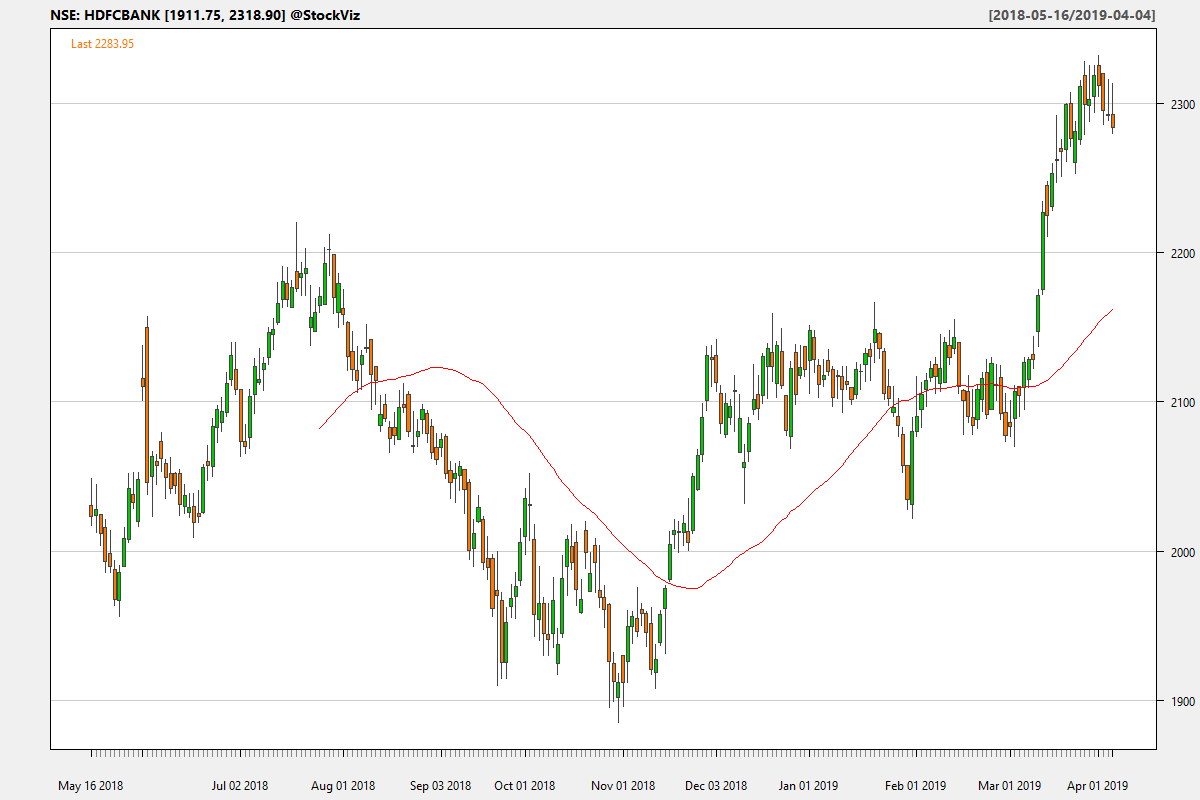 NSE: HDFCBANK [1911.75, 2318.90] @StockViz [2018-05-16/2019-04-04]
Last 2283.95
2300
2200
2100
2000
1900
May 16 2018 Jul 02 2018 Aug 01 2018 Sep 03 2018 Oct 01 2018 Nov 01 2018 Dec 03 2018 Jan 01 2019 Feb 01 2019 Mar 01 2019 Apr 01 2019